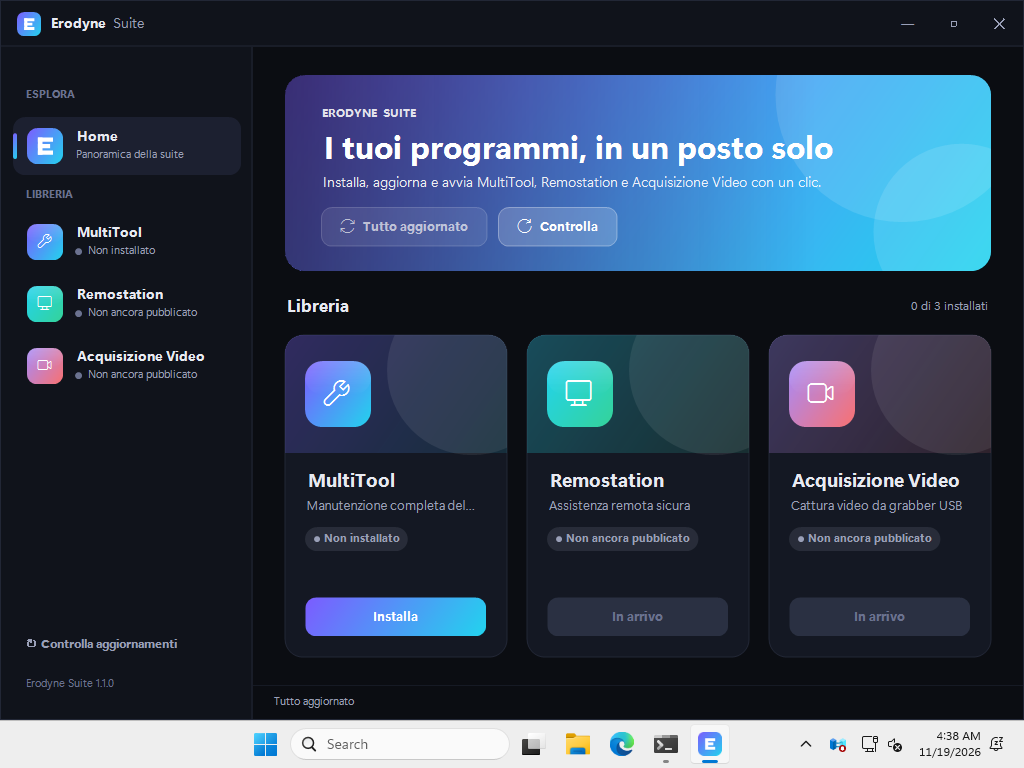 E Erodyne Suite
ESPLORA
E Home
Panoramica della suite
LIBRERIA
MultiTool
Non installato
Remostation
Non ancora pubblicato
Acquisizione Video
Non ancora pubblicato
Controlla aggiornamenti
Erodyne Suite 1.1.0
ERODYNE SUITE
I tuoi programmi, in un posto solo
Installa, aggiorna e avvia MultiTool, Remostation e Acquisizione Video con un clic.
Tutto aggiornato
Controlla
Libreria
0 di 3 installati
MultiTool
Manutenzione completa del...
Non installato
Installa
Remostation
Assistenza remota sicura
Non ancora pubblicato
In arrivo
Acquisizione Video
Cattura video da grabber USB
Non ancora pubblicato
In arrivo
Tutto aggiornato
Search
E
4:38 AM
11/19/2026